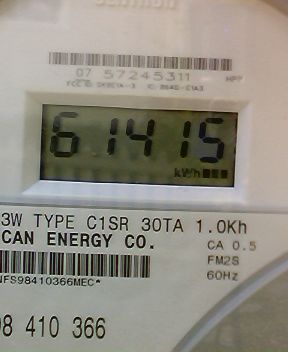 07 57245311
61415
kWh
3W TYPE C1SR 30TA 1.0Kh
CAN ENERGY CO.
CA 0.5
FM2S
60Hz
NFS98410366MEC*
98 410 366